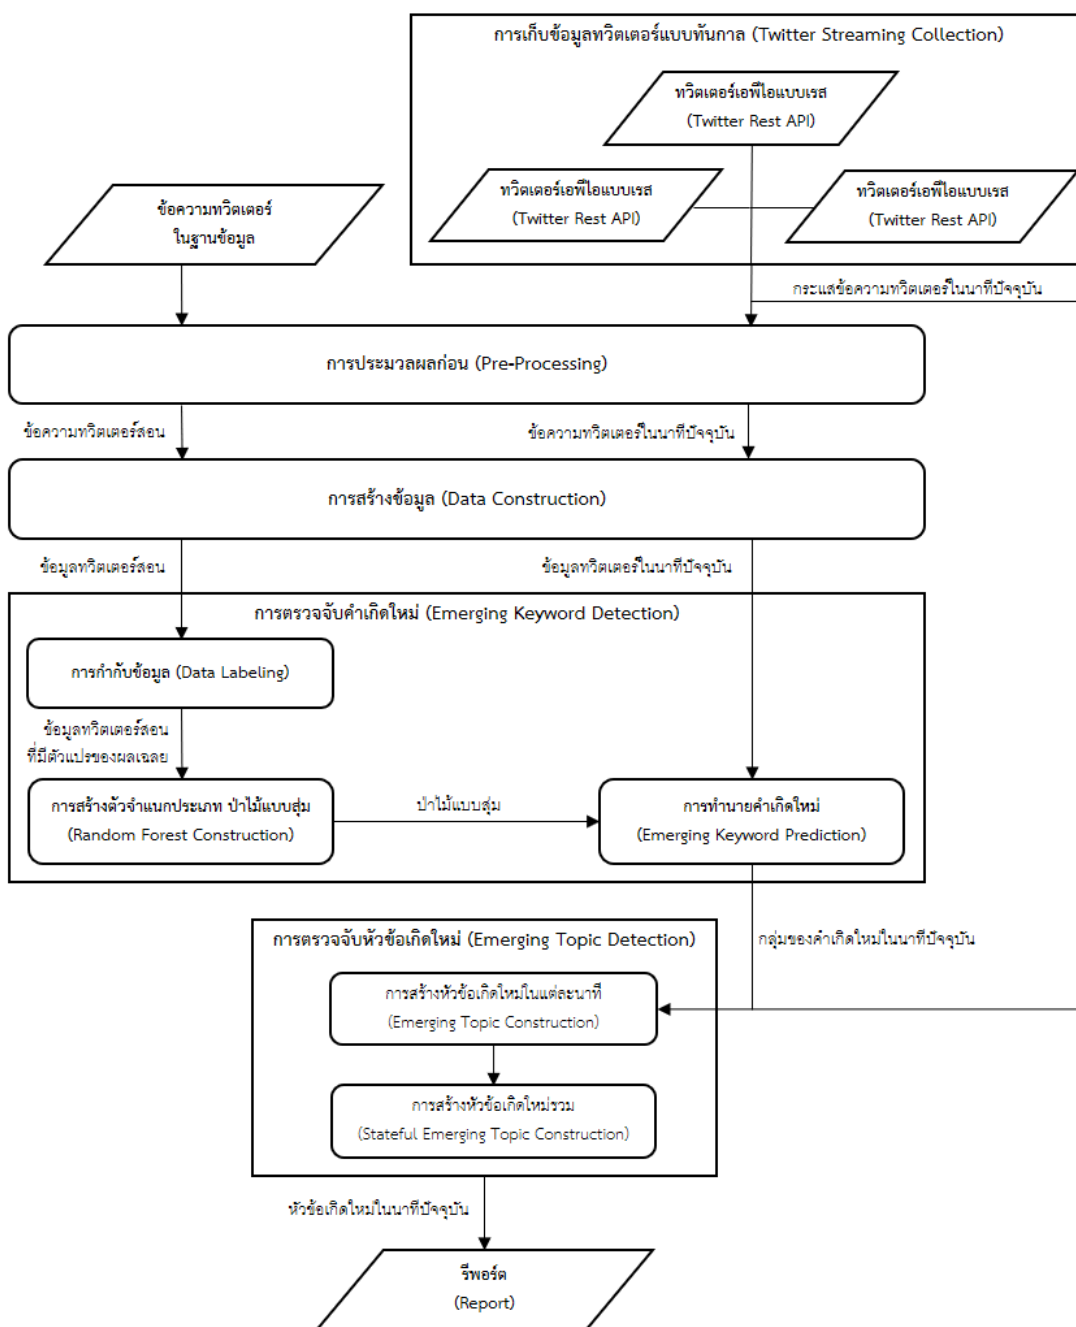 การเก็บข้อมูลทวิตเตอร์แบบทันกาล (Twitter Streaming Collection)
ทวิตเตอร์เอพีไอแบบเรส
(Twitter Rest API)
ทวิตเตอร์เอพีไอแบบเรส
(Twitter Rest API)
ทวิตเตอร์เอพีไอแบบเรส
(Twitter Rest API)
ข้อความทวิตเตอร์
ในฐานข้อมูล
กระแสข้อความทวิตเตอร์ในนาทีปัจจุบัน
การประมวลผลก่อน (Pre-Processing)
ข้อความทวิตเตอร์สอน
ข้อความทวิตเตอร์ในนาทีปัจจุบัน
การสร้างข้อมูล (Data Construction)
ข้อมูลทวิตเตอร์สอน
ข้อมูลทวิตเตอร์ในนาทีปัจจุบัน
การตรวจจับคำเกิดใหม่ (Emerging Keyword Detection)
การกำกับข้อมูล (Data Labeling)
ข้อมูลทวิตเตอร์สอน
ที่มีตัวแปรของผลเฉลย
การสร้างตัวจำแนกประเภท ป่าไม้แบบสุ่ม
(Random Forest Construction)
ป่าไม้แบบสุ่ม
การทำนายคำเกิดใหม่
(Emerging Keyword Prediction)
การตรวจจับหัวข้อเกิดใหม่ (Emerging Topic Detection)
กลุ่มของคำเกิดใหม่ในนาทีปัจจุบัน
การสร้างหัวข้อเกิดใหม่ในแต่ละนาที
(Emerging Topic Construction)
การสร้างหัวข้อเกิดใหม่รวม
(Stateful Emerging Topic Construction)
หัวข้อเกิดใหม่ในนาทีปัจจุบัน
รีพอร์ต
(Report)